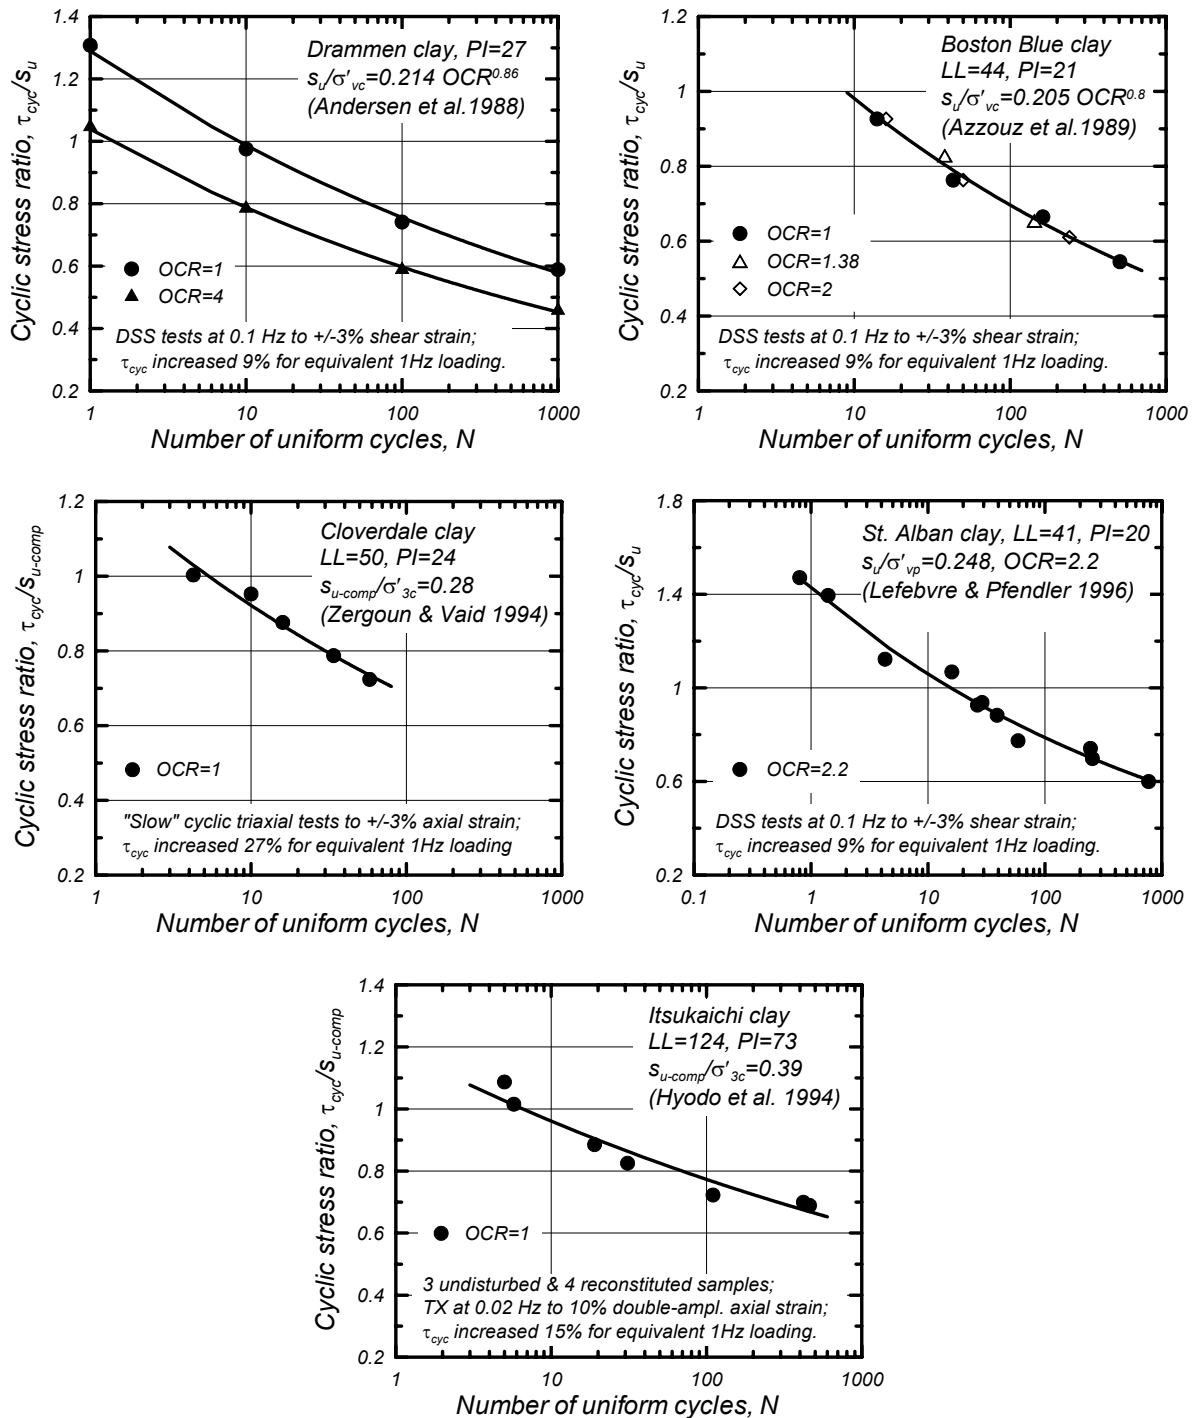 Cyclic stress ratio, τcyc/su
1.4
1.2
1
0.8
0.6
0.4
0.2
Drammen clay, PI=27
su/σ'vc=0.214 OCR0.86
(Andersen et al.1988)
OCR=1
OCR=4
DSS tests at 0.1 Hz to +/-3% shear strain;
τcyc increased 9% for equivalent 1Hz loading.
1 10 100 1000
Number of uniform cycles, N
Cyclic stress ratio, τcyc/su
1.2
1
0.8
0.6
0.4
0.2
Boston Blue clay
LL=44, PI=21
su/σ'vc=0.205 OCR0.8
(Azzouz et al.1989)
OCR=1
OCR=1.38
OCR=2
DSS tests at 0.1 Hz to +/-3% shear strain;
τcyc increased 9% for equivalent 1Hz loading.
1 10 100 1000
Number of uniform cycles, N
Cyclic stress ratio, τcyc/su-comp
1.2
1
0.8
0.6
0.4
0.2
Cloverdale clay
LL=50, PI=24
su-comp/σ'3c=0.28
(Zergoun & Vaid 1994)
OCR=1
"Slow" cyclic triaxial tests to +/-3% axial strain;
τcyc increased 27% for equivalent 1Hz loading
1 10 100 1000
Number of uniform cycles, N
Cyclic stress ratio, τcyc/su
1.8
1.4
1
0.6
0.2
St. Alban clay, LL=41, PI=20
su/σ'vp=0.248, OCR=2.2
(Lefebvre & Pfendler 1996)
OCR=2.2
DSS tests at 0.1 Hz to +/-3% shear strain;
τcyc increased 9% for equivalent 1Hz loading.
0.1 1 10 100 1000
Number of uniform cycles, N
Cyclic stress ratio, τcyc/su-comp
1.4
1.2
1
0.8
0.6
0.4
0.2
Itsukaichi clay
LL=124, PI=73
su-comp/σ'3c=0.39
(Hyodo et al. 1994)
OCR=1
3 undisturbed & 4 reconstituted samples;
TX at 0.02 Hz to 10% double-ampl. axial strain;
τcyc increased 15% for equivalent 1Hz loading.
1 10 100 1000
Number of uniform cycles, N